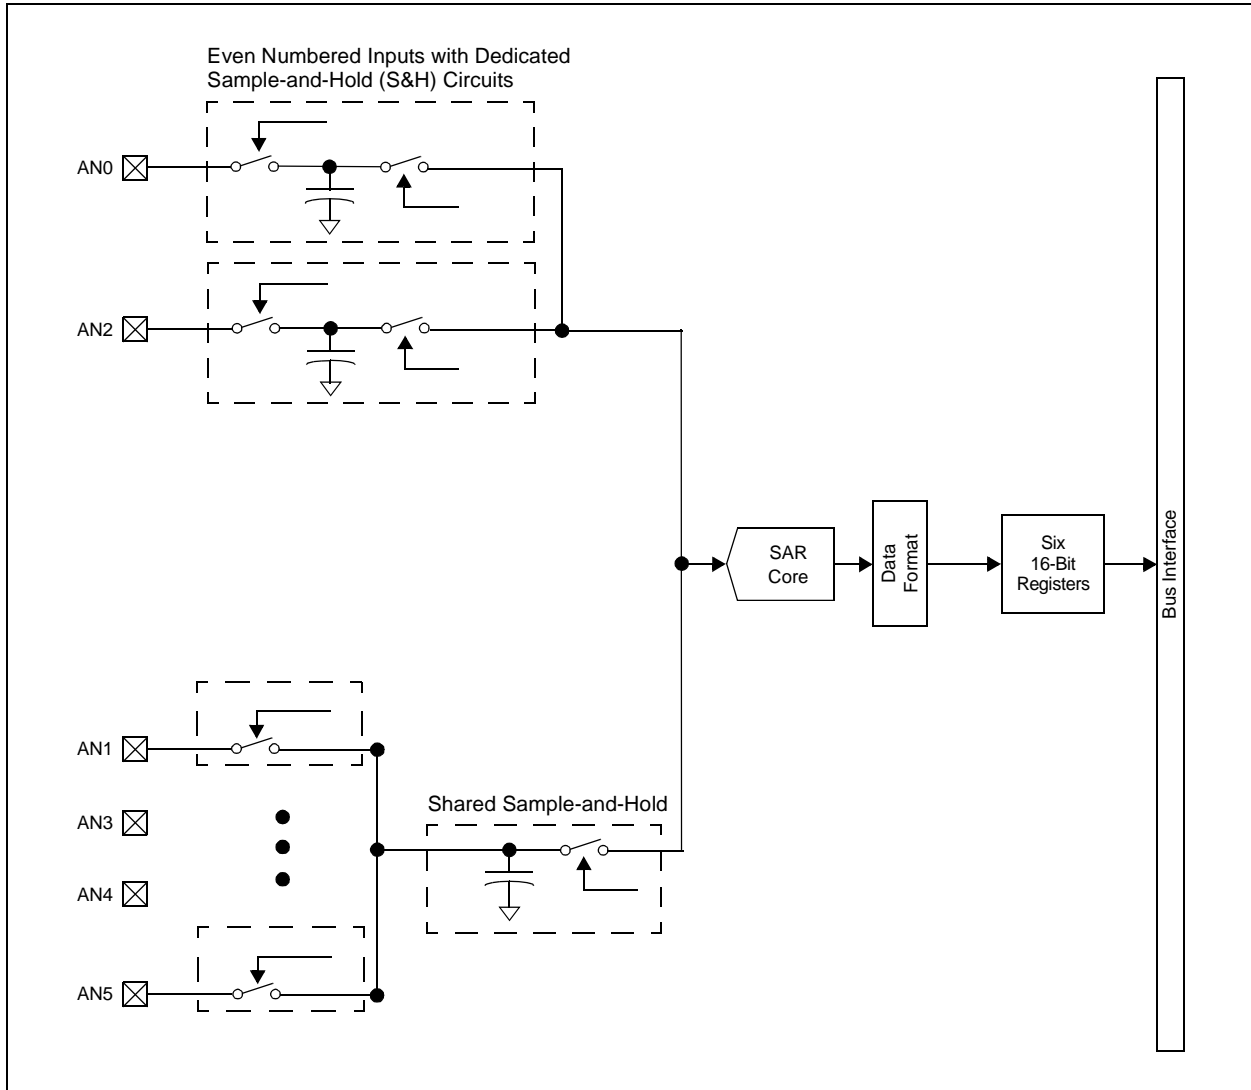 Even Numbered Inputs with Dedicated
Sample-and-Hold (S&H) Circuits
AN0
AN2
SAR
Core
Data
Format
Six
16-Bit
Registers
Bus Interface
AN1
AN3
Shared Sample-and-Hold
AN4
AN5